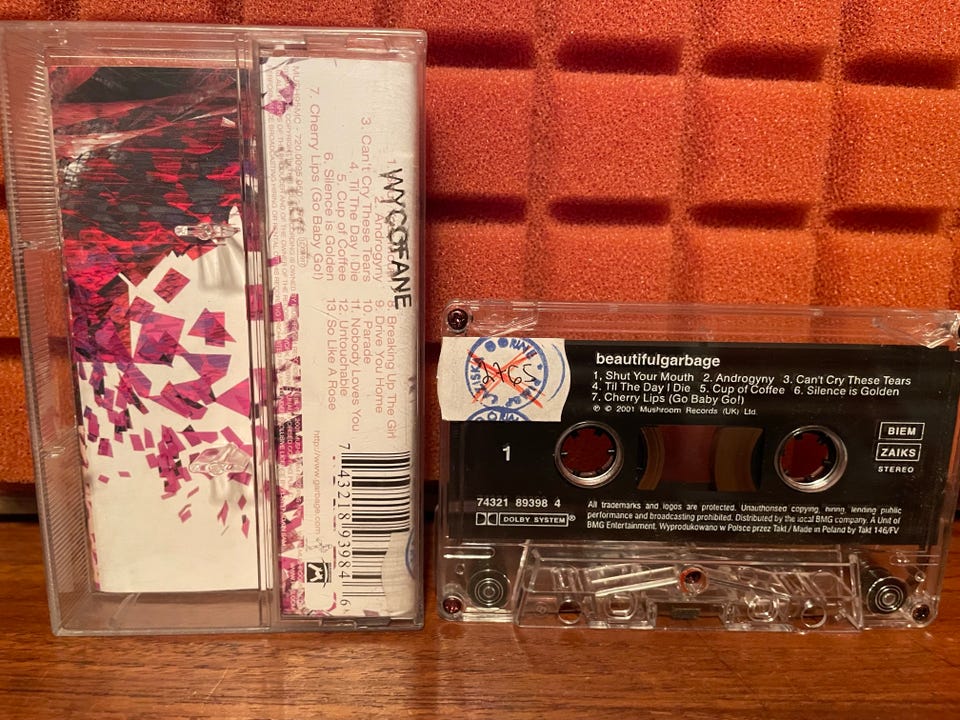 WYCOFANE
2. Androgyny
3. Can't Cry These Tears
4. Til The Day I Die
5. Cup of Coffee
6. Silence is Golden
7. Cherry Lips (Go Baby Go!)
8 Breaking Up The Girl
9. Drive You Home
10 Parade
11. Nobody Loves You
12. Untouchable
13. So Like A Rose
http://www.garbage.com
7 43218 93984 6
2765
beautifulgarbage
1, Shut Your Mouth 2. Androgyny 3. Can't Cry These Tears
4. Til The Day I Die 5. Cup of Coffee 6. Silence is Golden
7. Cherry Lips (Go Baby Go!)
℗ © 2001 Mushroom Records (UK) Ltd.
1
BIEM
ZAIKS
STEREO
74321 89398 4
DOLBY SYSTEM®
All trademarks and logos are protected. Unauthorised copying, hiring, lending public
performance and broadcasting prohibited. Distributed by the local BMG company. A Unit of
BMG Entertainment. Wyprodukowano w Polsce przez Takt / Made in Poland by Takt 146/FV